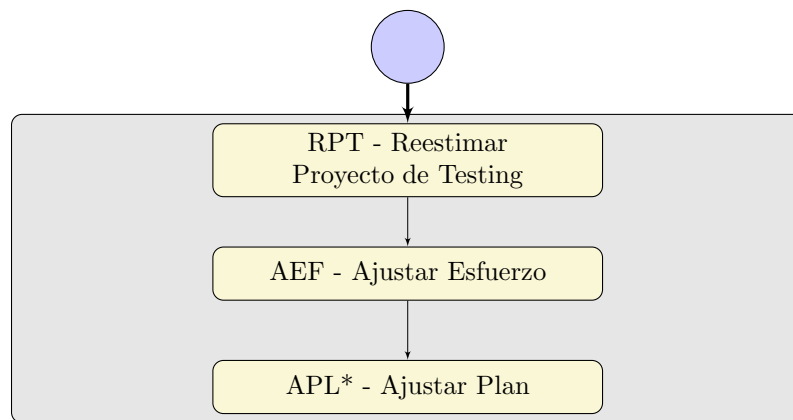 RPT - Reestimar
Proyecto de Testing
AEF - Ajustar Esfuerzo
APL* - Ajustar Plan